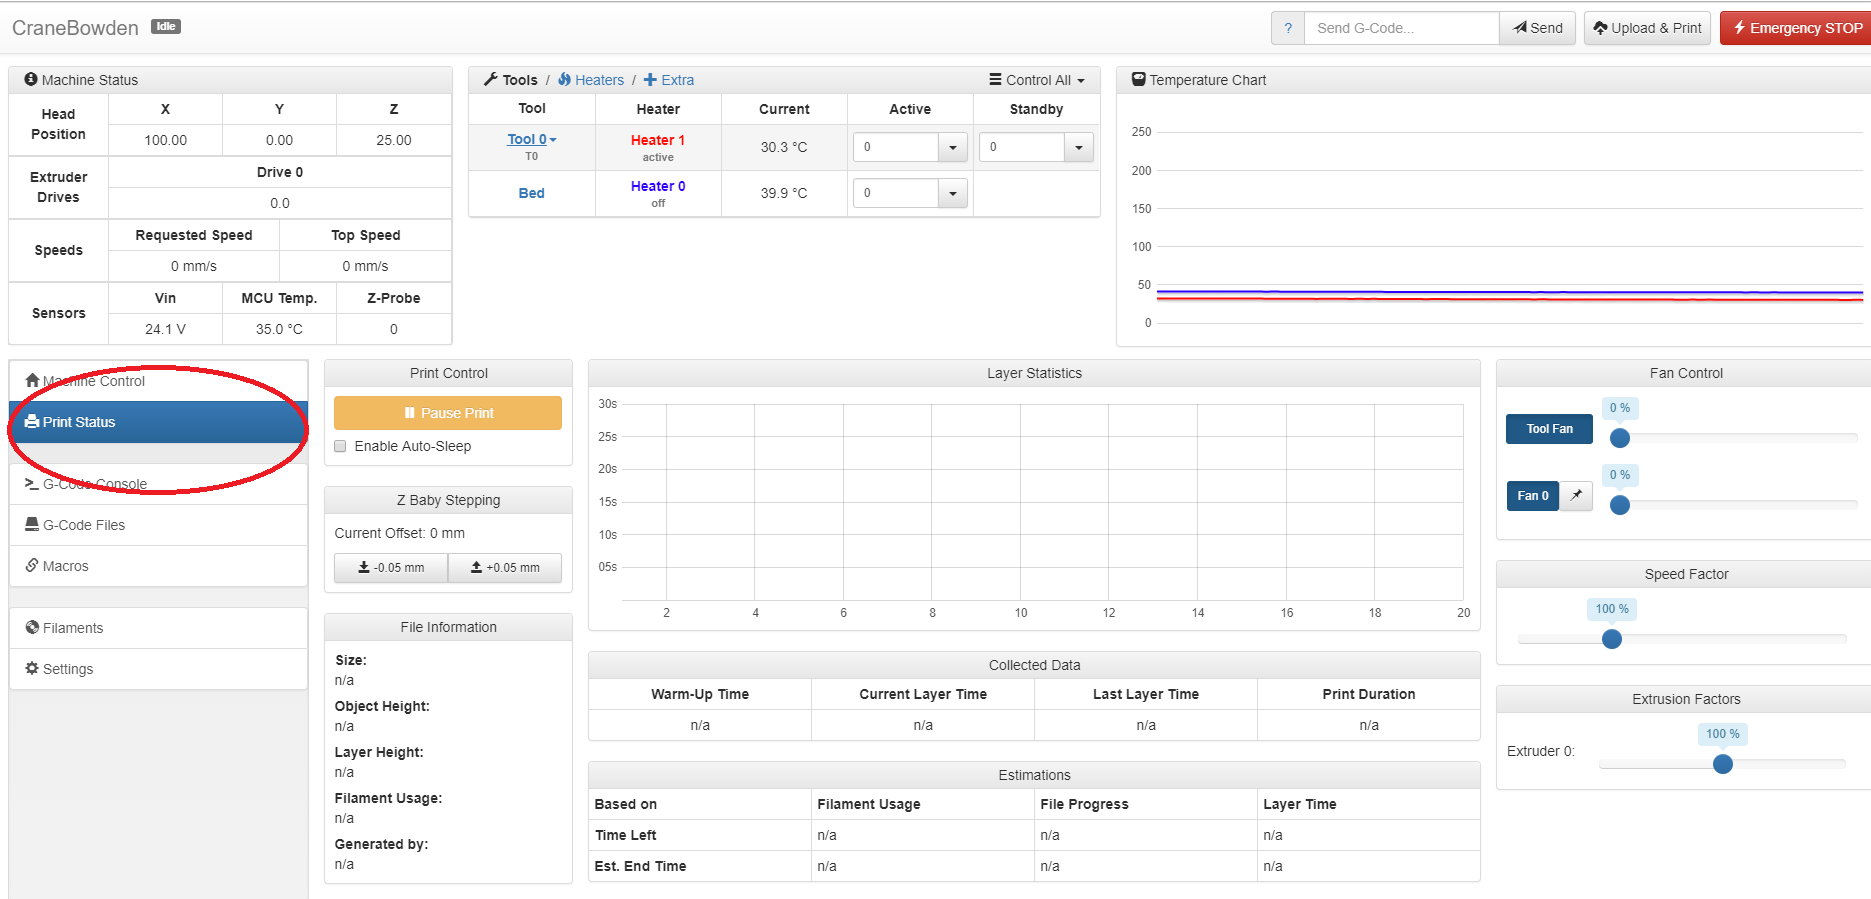 CraneBowden Idle
? Send G-Code... Send Upload & Print Emergency STOP
Machine Status
Head Position X Y Z
100.00 0.00 25.00
Extruder Drives Drive 0
0.0
Speeds Requested Speed Top Speed
0 mm/s 0 mm/s
Sensors Vin MCU Temp. Z-Probe
24.1 V 35.0 °C 0
Tools / Heaters / Extra Control All
Tool Heater Current Active Standby
Tool 0 Heater 1 30.3 °C 0 0
T0 active
Bed Heater 0 39.9 °C 0
off
Temperature Chart
250
200
150
100
50
0
Machine Control
Print Status
G-Code Console
G-Code Files
Macros
Filaments
Settings
Print Control
Pause Print
Enable Auto-Sleep
Z Baby Stepping
Current Offset: 0 mm
-0.05 mm +0.05 mm
File Information
Size:
n/a
Object Height:
n/a
Layer Height:
n/a
Filament Usage:
n/a
Generated by:
n/a
Layer Statistics
30s
25s
20s
15s
10s
05s
2 4 6 8 10 12 14 16 18 20
Collected Data
Warm-Up Time Current Layer Time Last Layer Time Print Duration
n/a n/a n/a n/a
Estimations
Based on Filament Usage File Progress Layer Time
Time Left n/a n/a n/a
Est. End Time n/a n/a n/a
Fan Control
0 %
Tool Fan
0 %
Fan 0
Speed Factor
100 %
Extrusion Factors
100 %
Extruder 0: